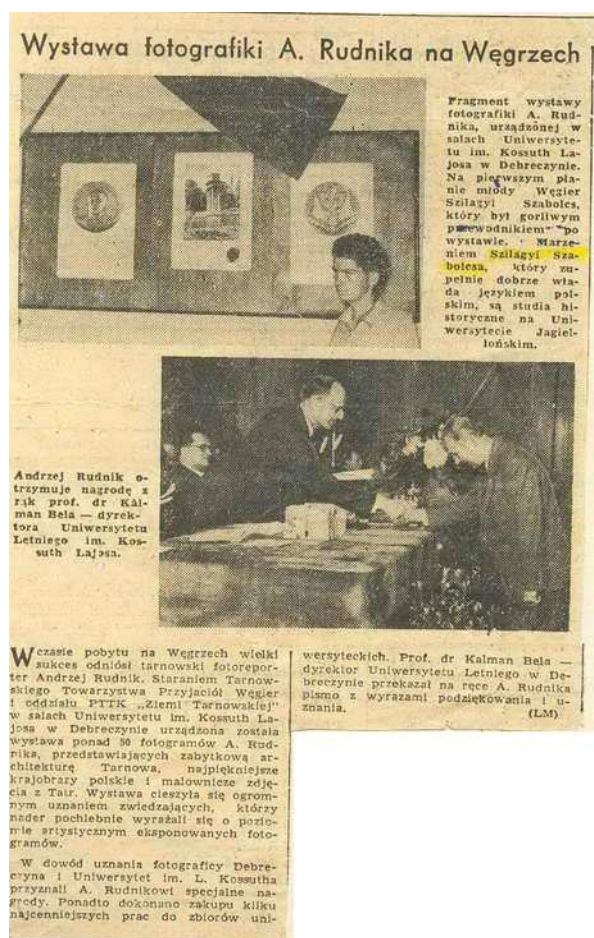 Wystawa fotografiki A. Rudnika na Węgrzech
Fragment wystawy
fotografiki A. Rud-
nika, urządzónej w
salach Uniwersyte-
tu im. Kossuth La-
josa w Debreczynie.
Na pierwszym pla-
nie młody Węgier
Szilagyi Szabolcs,
który był gorliwym
przewodnikiem po
wystawie. Marze-
niem Szilagyi Sza-
bolcsa, który zu-
pełnie dobrze wła-
da językiem pol-
skim, są studia hi-
storyczne na Uni-
wersytecie Jagiel-
lońskim.
Andrzej Rudnik o-
trzymuje nagrodę z
rąk prof. dr Kál-
man Bela — dyrek-
tora Uniwersytetu
Letniego im. Kos-
suth Lajosa.
W czasie pobytu na Węgrzech wielki
sukces odniósł tarnowski fotorepor-
ter Andrzej Rudnik. Staraniem Tarnow-
skiego Towarzystwa Przyjaciół Węgier
i oddziału PTTK „Ziemi Tarnowskiej"
w salach Uniwersytetu im. Kossuth La-
josa w Debreczynie urządzona została
wystawa ponad 50 fotogramów A. Rud-
nika, przedstawiających zabytkową ar-
chitekturę Tarnowa, najpiękniejsze
krajobrazy polskie i malownicze zdję-
cia z Tatr. Wystawa cieszyła się ogrom-
nym uznaniem zwiedzających, którzy
nader pochlebnie wyrażali się o pozio-
mie artystycznym eksponowanych foto-
gramów.
W dowód uznania fotograficy Debre-
czyna i Uniwersytet im. L. Kossutha
przyznali A. Rudnikowi specjalne na-
grody. Ponadto dokonano zakupu kilku
najcenniejszych prac do zbiorów uni-
wersyteckich. Prof. dr Kalman Bela —
dyrektor Uniwersytetu Letniego w De-
breczynie przekazał na ręce A. Rudnika
pismo z wyrazami podziękowania i u-
znania.
(LM)